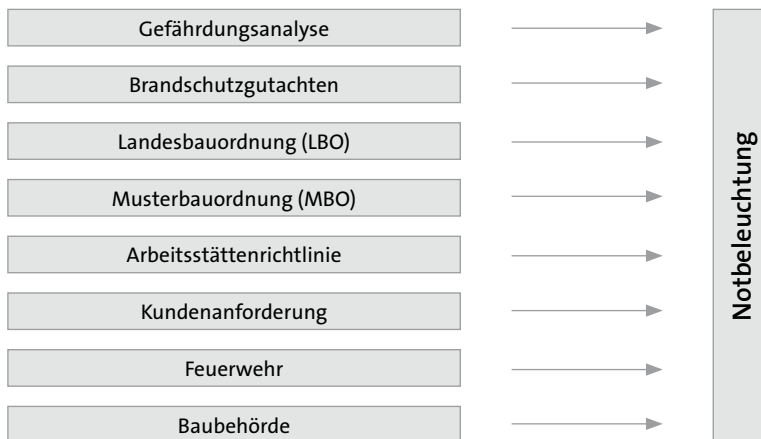 Gefährdungsanalyse
Brandschutzgutachten
Landesbauordnung (LBO)
Musterbauordnung (MBO)
Arbeitsstättenrichtlinie
Kundenanforderung
Feuerwehr
Baubehörde
Notbeleuchtung